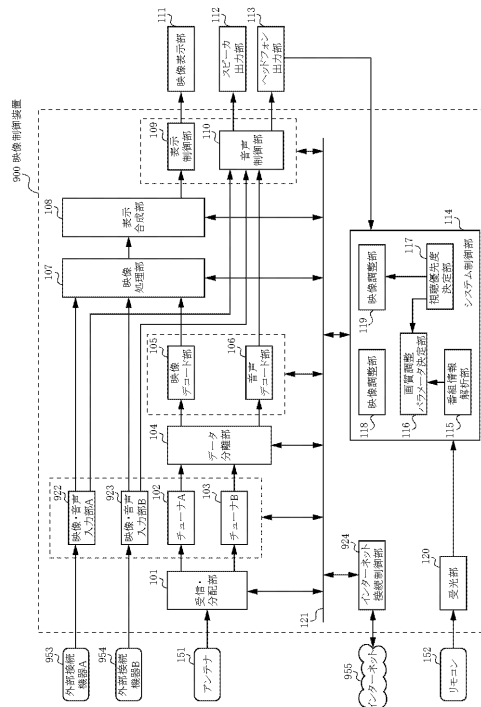 900 映像制御装置
953
外部接続
機器A
954
外部接続
機器B
151
アンテナ
955
インターネット
152
リモコン
922
映像・音声
入力部A
923
映像・音声
入力部B
101
受信・
分配部
102
チューナA
103
チューナB
104
データ
分離部
105
映像
デコード部
106
音声
デコード部
107
映像
処理部
108
表示
合成部
109
表示
制御部
110
音声
制御部
111
映像表示部
112
スピーカ
出力部
113
ヘッドフォン
出力部
121
924
インターネット
接続制御部
120
受光部
114
システム制御部
118
映像調整部
119
映像調整部
116
画質調整
パラメータ決定部
117
視聴優先度
決定部
115
番組情報
解析部